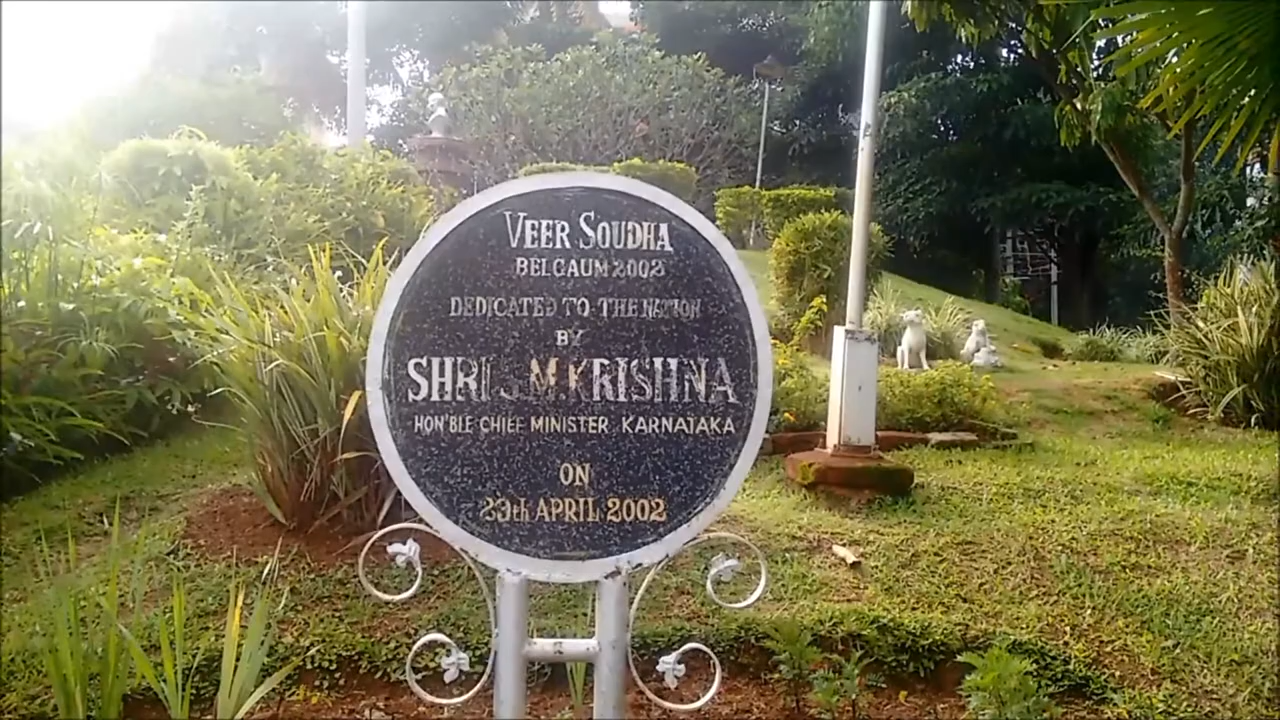 VEER SOUDHA
BELGAUM 2002
DEDICATED TO THE NATION
BY
SHRI S.M.KRISHNA
HON'BLE CHIEF MINISTER KARNATAKA
ON
29th APRIL 2002